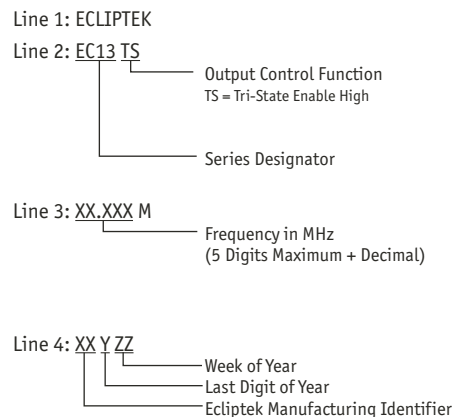 Line 1: ECLIPTEK
Line 2: EC13 TS
Output Control Function
TS = Tri-State Enable High
Series Designator
Line 3: XX.XXX M
Frequency in MHz
(5 Digits Maximum + Decimal)
Line 4: XX Y ZZ
Week of Year
Last Digit of Year
Ecliptek Manufacturing Identifier